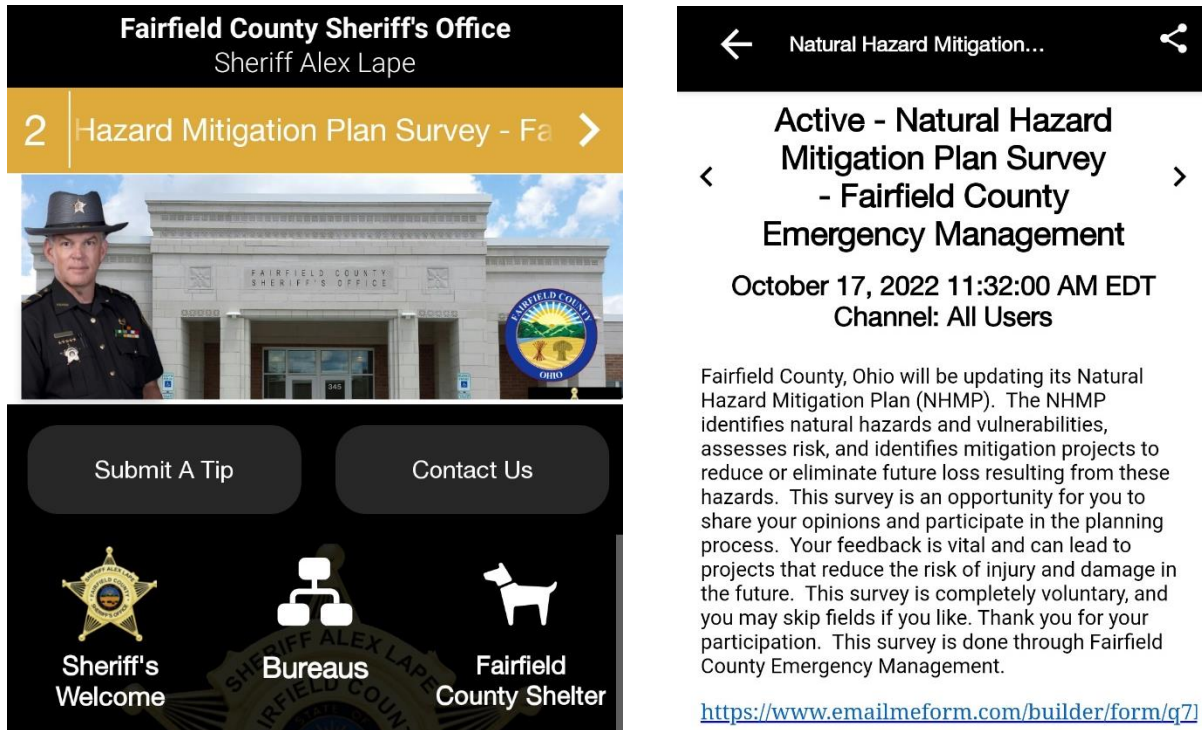 Fairfield County Sheriff's Office
Sheriff Alex Lape
2 Hazard Mitigation Plan Survey - Fa
FAIRFIELD COUNTY
SHERIFF'S OFFICE
FAIRFIELD COUNTY
OHIO
345
Submit A Tip
Contact Us
SHERIFF ALEX LAPE
Sheriff's
Welcome
Bureaus
Fairfield
County Shelter
Natural Hazard Mitigation...
Active - Natural Hazard
Mitigation Plan Survey
- Fairfield County
Emergency Management
October 17, 2022 11:32:00 AM EDT
Channel: All Users
Fairfield County, Ohio will be updating its Natural
Hazard Mitigation Plan (NHMP).  The NHMP
identifies natural hazards and vulnerabilities,
assesses risk, and identifies mitigation projects to
reduce or eliminate future loss resulting from these
hazards.  This survey is an opportunity for you to
share your opinions and participate in the planning
process.  Your feedback is vital and can lead to
projects that reduce the risk of injury and damage in
the future.  This survey is completely voluntary, and
you may skip fields if you like. Thank you for your
participation.  This survey is done through Fairfield
County Emergency Management.
https://www.emailmeform.com/builder/form/q7